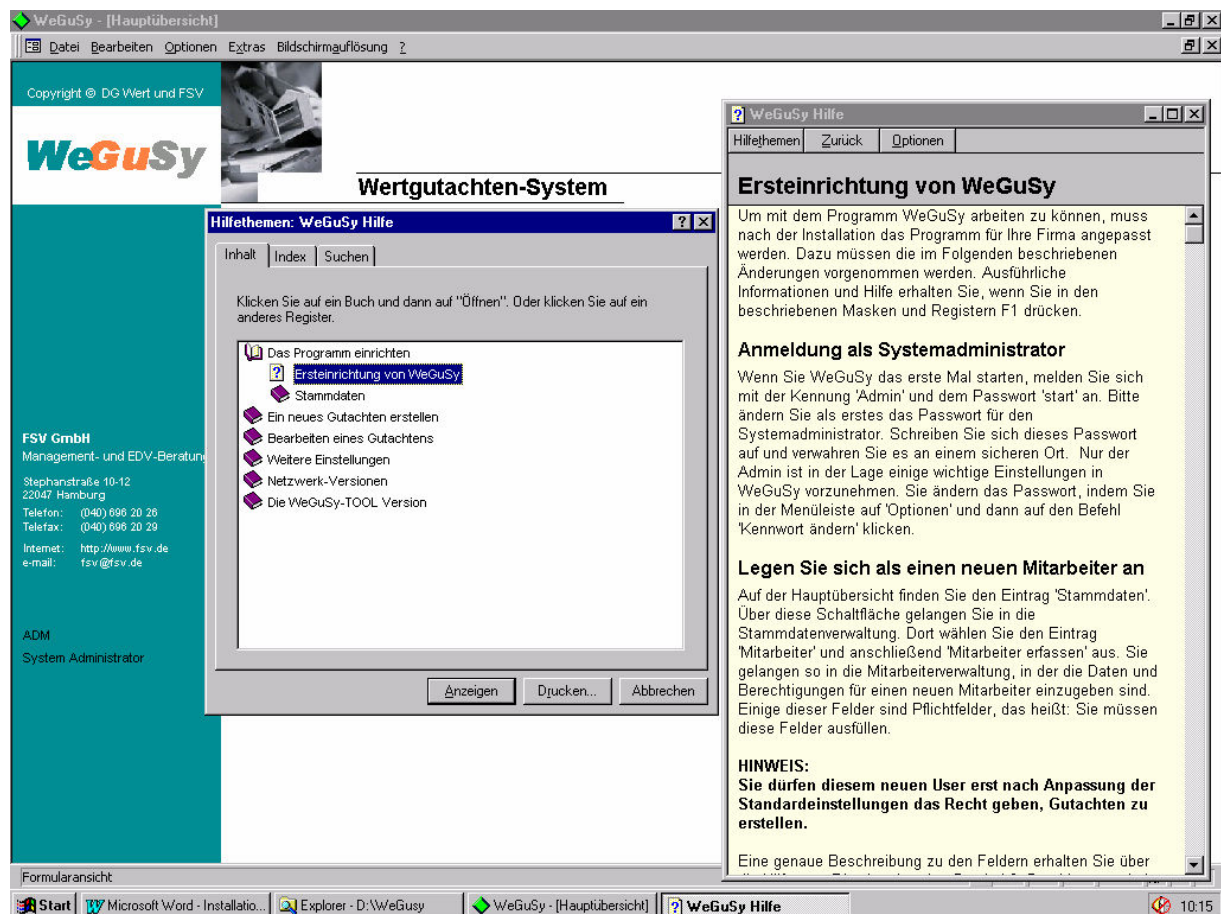 WeGuSy - [Hauptübersicht]
Datei Bearbeiten Optionen Extras Bildschirmauflösung ?
Copyright © DG Wert und FSV
WeGuSy
Wertgutachten-System
FSV GmbH
Management- und EDV-Beratung
Stephanstraße 10-12
22047 Hamburg
Telefon: (040) 696 20 26
Telefax: (040) 696 20 29
Internet: http://www.fsv.de
e-mail: fsv@fsv.de
ADM
System Administrator
Hilfethemen: WeGuSy Hilfe
Inhalt Index Suchen
Klicken Sie auf ein Buch und dann auf "Öffnen". Oder klicken Sie auf ein
anderes Register.
Das Programm einrichten
Ersteinrichtung von WeGuSy
Stammdaten
Ein neues Gutachten erstellen
Bearbeiten eines Gutachtens
Weitere Einstellungen
Netzwerk-Versionen
Die WeGuSy-TOOL Version
Anzeigen Drucken... Abbrechen
WeGuSy Hilfe
Hilfethemen Zurück Optionen
Ersteinrichtung von WeGuSy
Um mit dem Programm WeGuSy arbeiten zu können, muss
nach der Installation das Programm für Ihre Firma angepasst
werden. Dazu müssen die im Folgenden beschriebenen
Änderungen vorgenommen werden. Ausführliche
Informationen und Hilfe erhalten Sie, wenn Sie in den
beschriebenen Masken und Registern F1 drücken.
Anmeldung als Systemadministrator
Wenn Sie WeGuSy das erste Mal starten, melden Sie sich
mit der Kennung 'Admin' und dem Passwort 'start' an. Bitte
ändern Sie als erstes das Passwort für den
Systemadministrator. Schreiben Sie sich dieses Passwort
auf und verwahren Sie es an einem sicheren Ort. Nur der
Admin ist in der Lage einige wichtige Einstellungen in
WeGuSy vorzunehmen. Sie ändern das Passwort, indem Sie
in der Menüleiste auf 'Optionen' und dann auf den Befehl
'Kennwort ändern' klicken.
Legen Sie sich als einen neuen Mitarbeiter an
Auf der Hauptübersicht finden Sie den Eintrag 'Stammdaten'.
Über diese Schaltfläche gelangen Sie in die
Stammdatenverwaltung. Dort wählen Sie den Eintrag
'Mitarbeiter' und anschließend 'Mitarbeiter erfassen' aus. Sie
gelangen so in die Mitarbeiterverwaltung, in der die Daten und
Berechtigungen für einen neuen Mitarbeiter einzugeben sind.
Einige dieser Felder sind Pflichtfelder, das heißt: Sie müssen
diese Felder ausfüllen.
HINWEIS:
Sie dürfen diesem neuen User erst nach Anpassung der
Standardeinstellungen das Recht geben, Gutachten zu
erstellen.
Eine genaue Beschreibung zu den Feldern erhalten Sie über
Formularansicht
Start Microsoft Word - Installatio... Explorer - D:\WeGusy WeGuSy - [Hauptübersicht] WeGuSy Hilfe 10:15